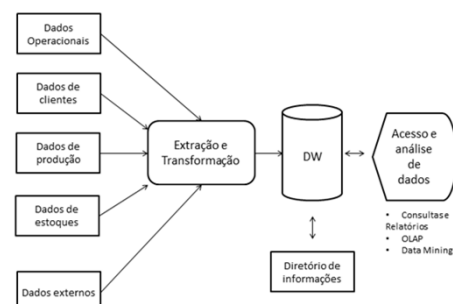 Dados
Operacionais
Dados de
clientes
Dados de
produção
Dados de
estoques
Dados externos
Extração e
Transformação
DW
Diretório de
informações
Acesso e
análise
de
dados
• Consultas e
Relatórios
• OLAP
• Data Mining